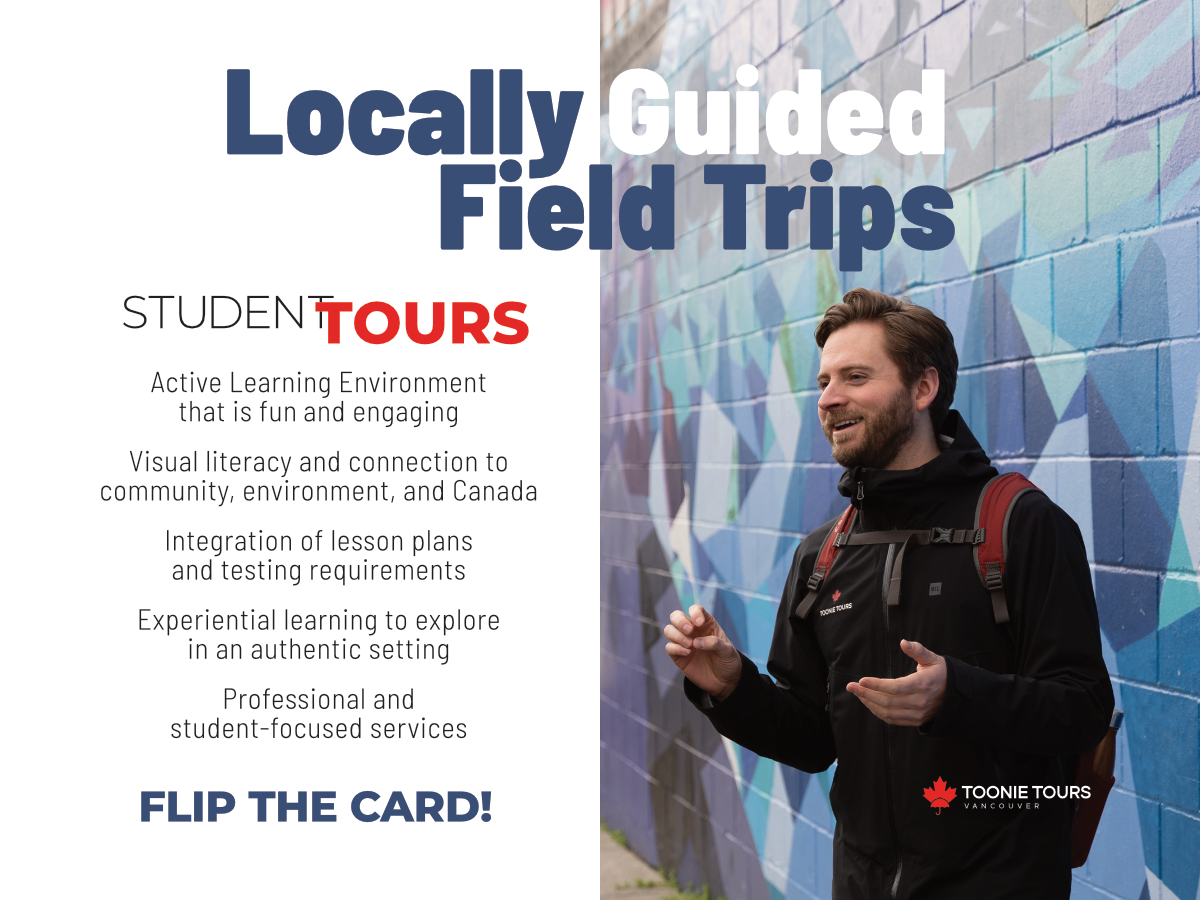 Locally Guided
Field Trips
STUDENT TOURS
Active Learning Environment
that is fun and engaging
Visual literacy and connection to
community, environment, and Canada
Integration of lesson plans
and testing requirements
Experiential learning to explore
in an authentic setting
Professional and
student-focused services
FLIP THE CARD!
TOONIE TOURS
TOONIE TOURS
VANCOUVER